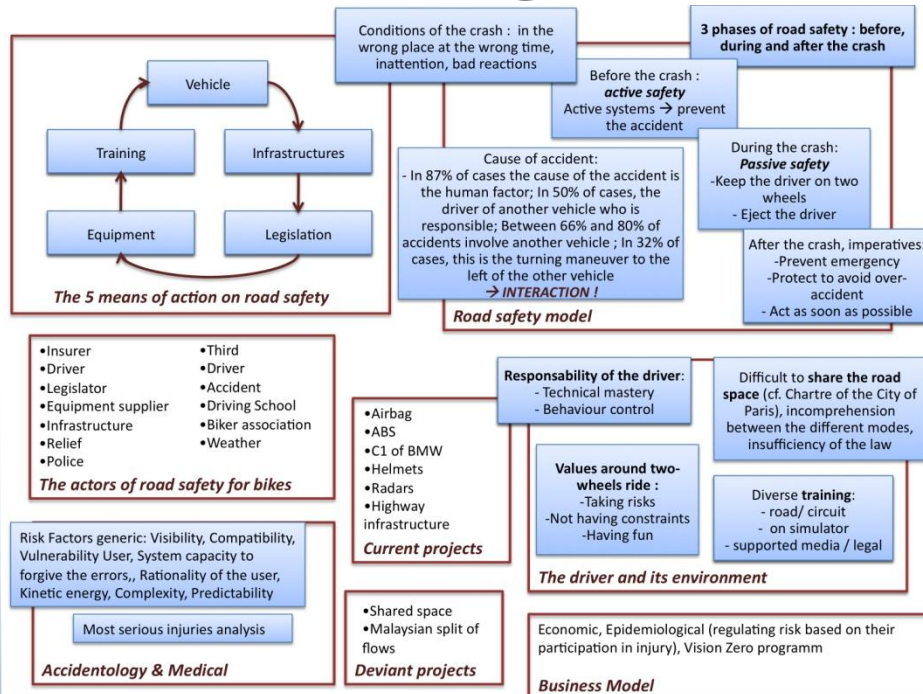 Conditions of the crash : in the
wrong place at the wrong time,
inattention, bad reactions
3 phases of road safety : before,
during and after the crash
Vehicle
Training
Infrastructures
Equipment
Legislation
The 5 means of action on road safety
Before the crash :
active safety
Active systems → prevent
the accident
During the crash:
Passive safety
-Keep the driver on two
wheels
- Eject the driver
Cause of accident:
- In 87% of cases the cause of the accident is
the human factor; In 50% of cases, the
driver of another vehicle who is
responsible; Between 66% and 80% of
accidents involve another vehicle ; In 32% of
cases, this is the turning maneuver to the
left of the other vehicle
→ INTERACTION !
After the crash, imperatives:
-Prevent emergency
-Protect to avoid over-
accident
- Act as soon as possible
Road safety model
•Insurer
•Driver
•Legislator
•Equipment supplier
•Infrastructure
•Relief
•Police
•Third
•Driver
•Accident
•Driving School
•Biker association
•Weather
The actors of road safety for bikes
•Airbag
•ABS
•C1 of BMW
•Helmets
•Radars
•Highway
infrastructure
Current projects
Responsability of the driver:
- Technical mastery
- Behaviour control
Difficult to share the road
space (cf. Chartre of the City of
Paris), incomprehension
between the different modes,
insufficiency of the law
Values around two-
wheels ride :
-Taking risks
-Not having constraints
-Having fun
Diverse training:
- road/ circuit
- on simulator
- supported media / legal
The driver and its environment
Risk Factors generic: Visibility, Compatibility,
Vulnerability User, System capacity to
forgive the errors,, Rationality of the user,
Kinetic energy, Complexity, Predictability
Most serious injuries analysis
Accidentology & Medical
•Shared space
•Malaysian split of
flows
Deviant projects
Economic, Epidemiological (regulating risk based on their
participation in injury), Vision Zero programm
Business Model